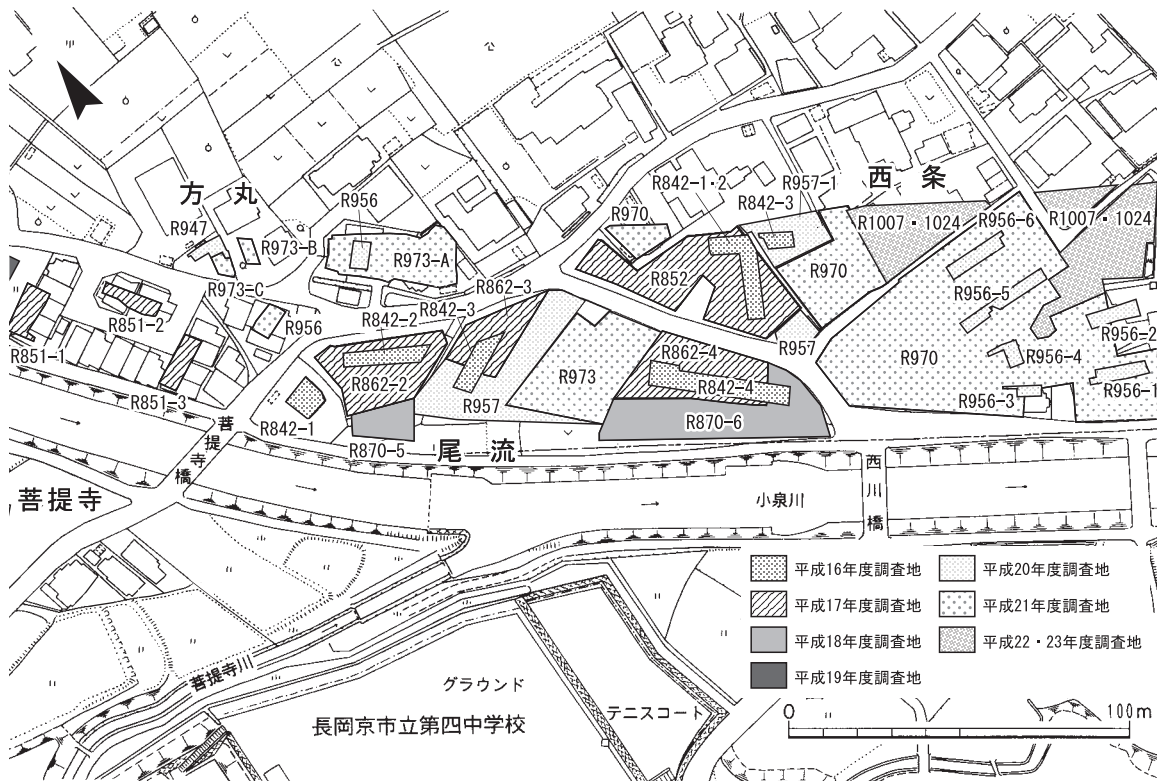 方丸
西条
R947
R973-B
R956
R973-A
R973-C
R970
R842-1・2
R957-1
R842-3
R1007・1024
R956-6
R1007・1024
R851-2
R956
R842-2
R842-3
R862-3
R852
R970
R956-5
R851-1
R851-3
R862-2
R957
R973
R862-4
R842-4
R957
R970
R956-4
R956-2
R956-3
R956-1
R842-1
R870-5
R870-6
尾流
菩提寺橋
菩提寺
小泉川
西川橋
菩提寺川
グラウンド
テニスコート
長岡京市立第四中学校
平成16年度調査地
平成17年度調査地
平成18年度調査地
平成19年度調査地
平成20年度調査地
平成21年度調査地
平成22・23年度調査地
0
100m